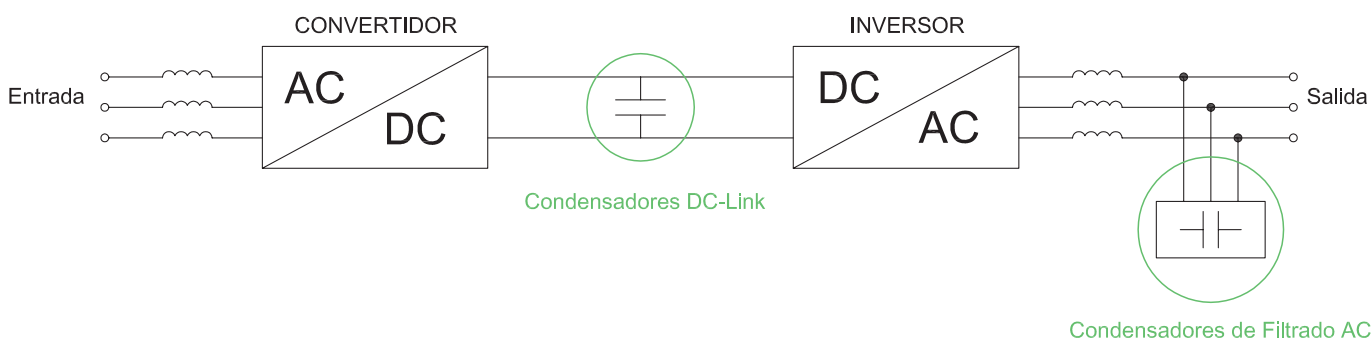 CONVERTIDOR
INVERSOR
Entrada
AC
DC
DC
AC
Salida
Condensadores DC-Link
Condensadores de Filtrado AC